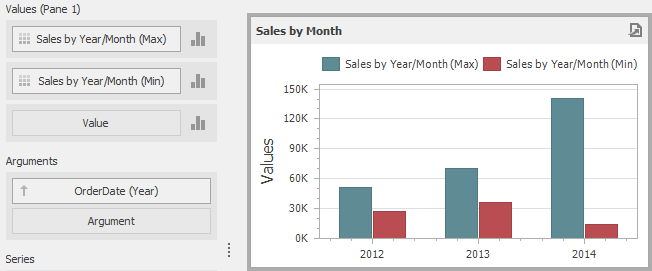 Values (Pane 1)
Sales by Year/Month (Max)
Sales by Year/Month (Min)
Value
Arguments
OrderDate (Year)
Argument
Series
Sales by Month
Sales by Year/Month (Max) Sales by Year/Month (Min)
Values
150K
120K
90K
60K
30K
0K
2012 2013 2014